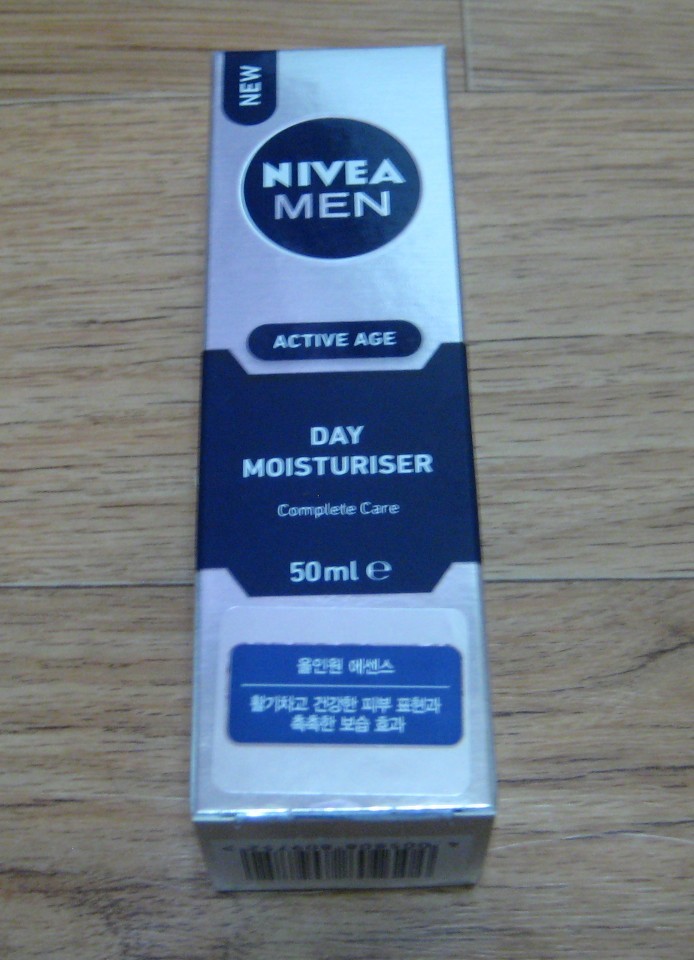 NEW
NIVEA
MEN
ACTIVE AGE
DAY
MOISTURISER
Complete Care
50ml e
올인원 에센스
활기차고 건강한 피부 표현과
촉촉한 보습 효과